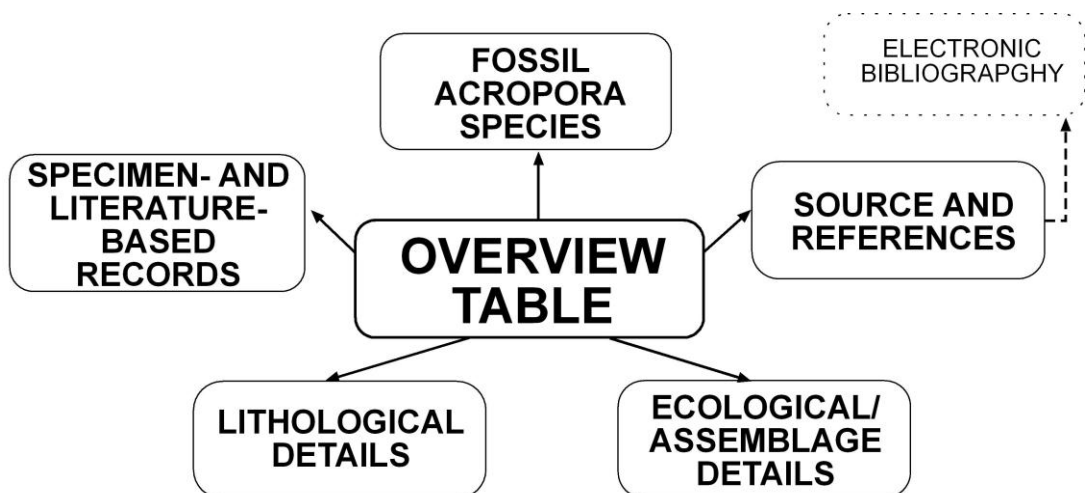 FOSSIL
ACROPORA
SPECIES
ELECTRONIC
BIBLIOGRAPGHY
SPECIMEN- AND
LITERATURE-
BASED
RECORDS
OVERVIEW
TABLE
SOURCE AND
REFERENCES
LITHOLOGICAL
DETAILS
ECOLOGICAL/
ASSEMBLAGE
DETAILS